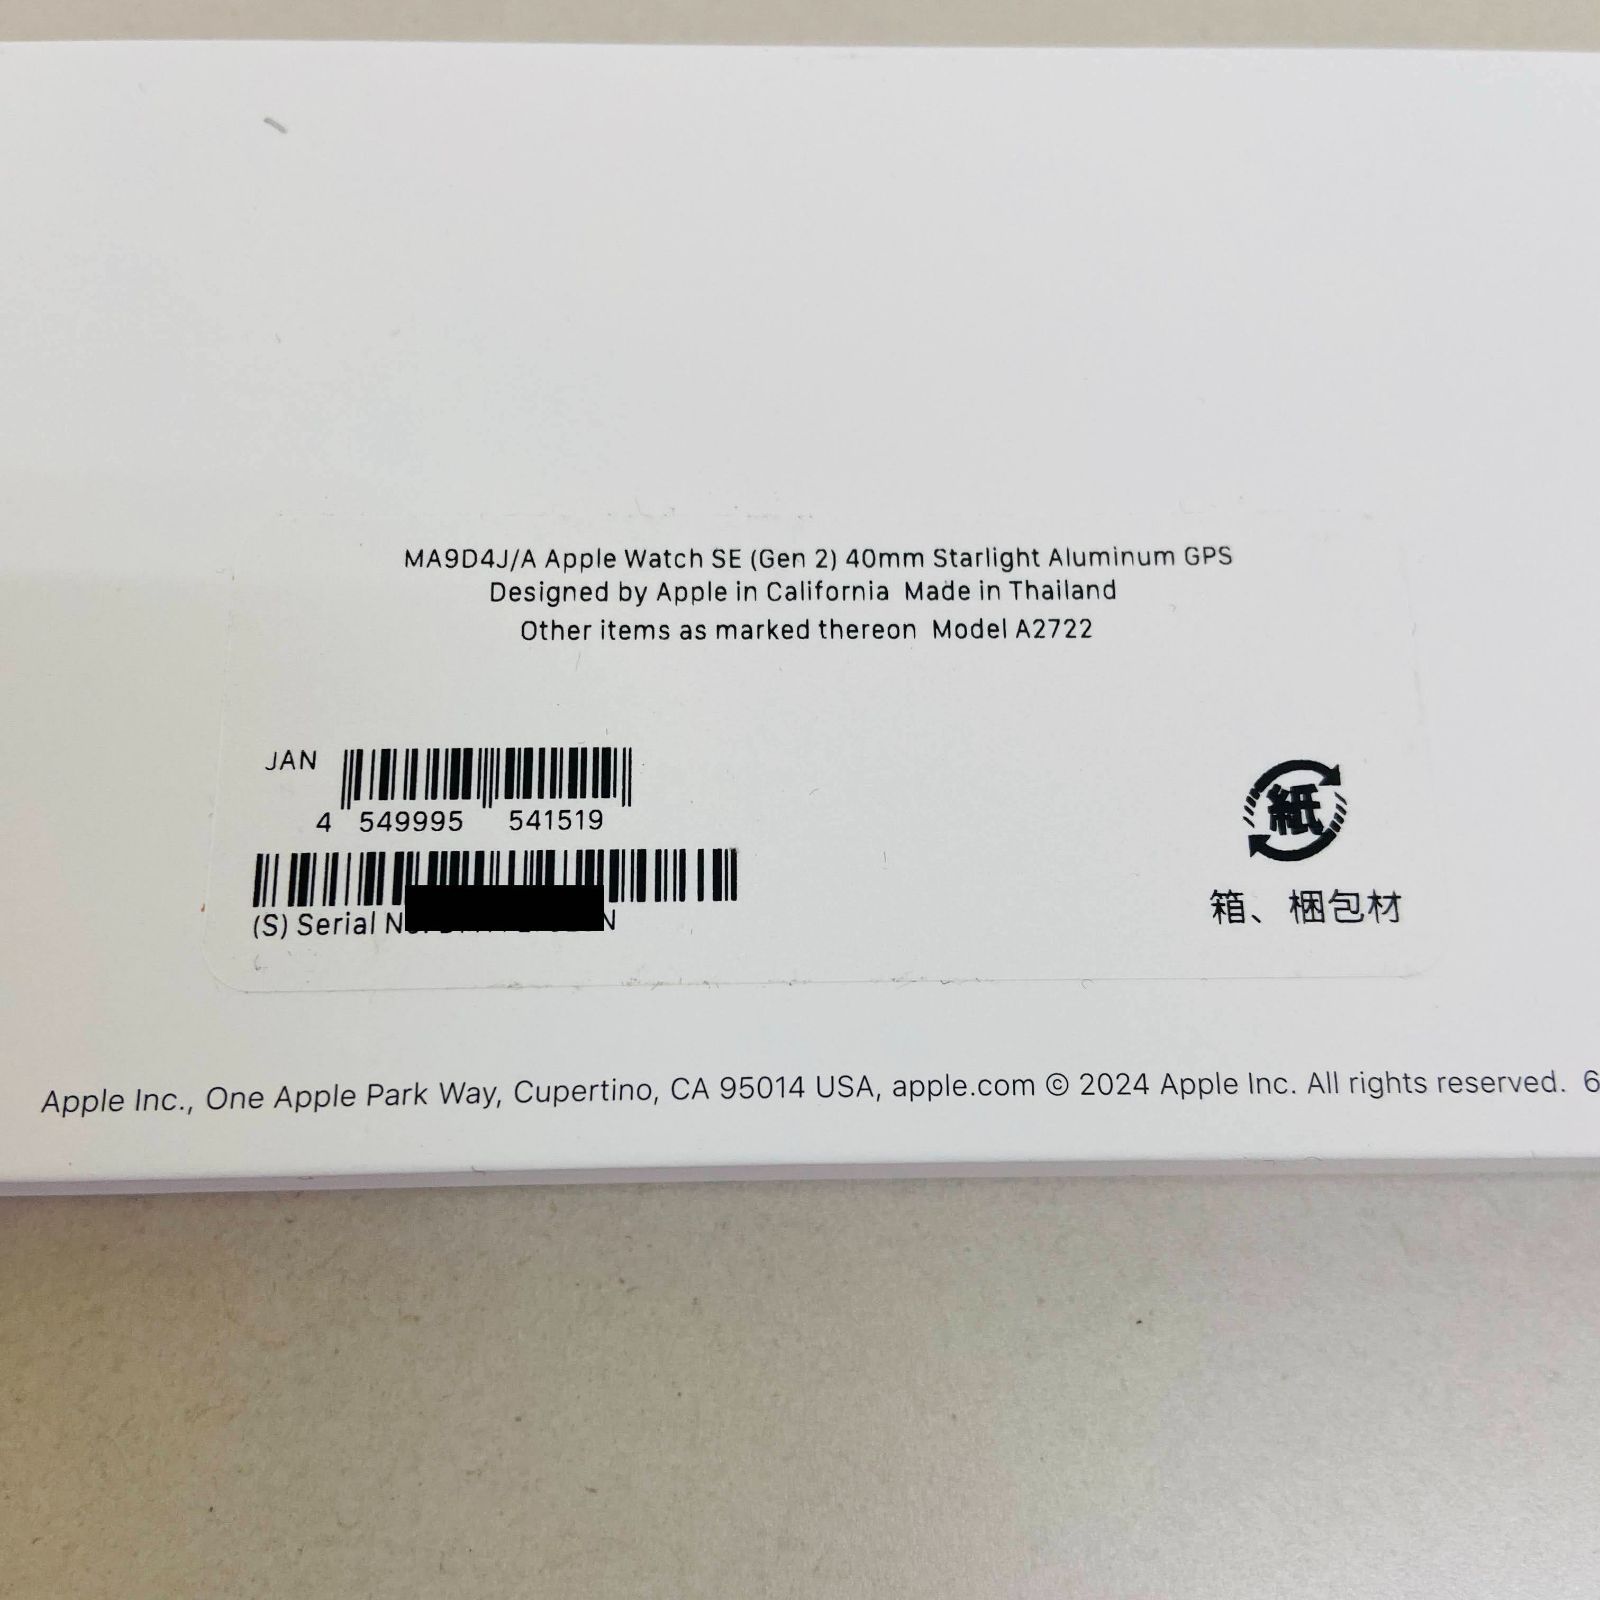 MA9D4J/A Apple Watch SE (Gen 2) 40mm Starlight Aluminum GPS
Designed by Apple in California Made in Thailand
Other items as marked thereon Model A2722
JAN
4 549995 541519
(S) Serial
紙
箱、梱包材
Apple Inc., One Apple Park Way, Cupertino, CA 95014 USA, apple.com © 2024 Apple Inc. All rights reserved.